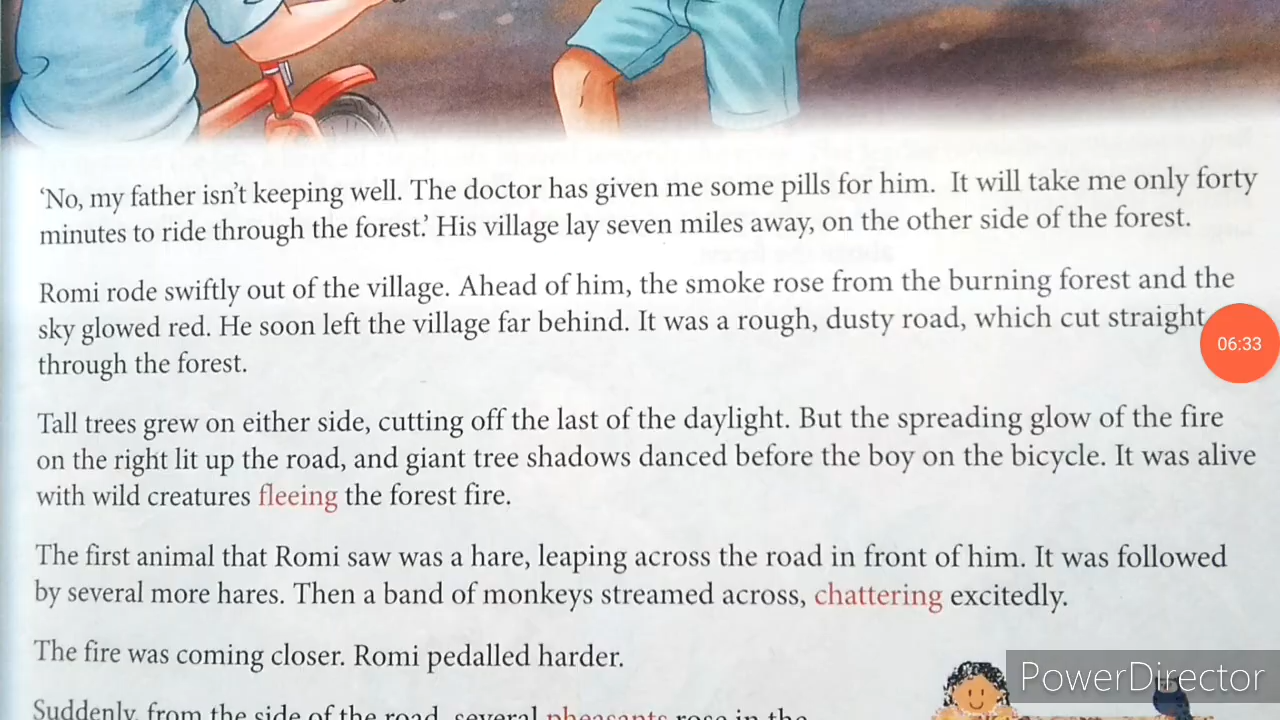 ‘No, my father isn’t keeping well. The doctor has given me some pills for him. It will take me only forty
minutes to ride through the forest.’ His village lay seven miles away, on the other side of the forest.
Romi rode swiftly out of the village. Ahead of him, the smoke rose from the burning forest and the
sky glowed red. He soon left the village far behind. It was a rough, dusty road, which cut straight
through the forest.
06:33
Tall trees grew on either side, cutting off the last of the daylight. But the spreading glow of the fire
on the right lit up the road, and giant tree shadows danced before the boy on the bicycle. It was alive
with wild creatures fleeing the forest fire.
The first animal that Romi saw was a hare, leaping across the road in front of him. It was followed
by several more hares. Then a band of monkeys streamed across, chattering excitedly.
The fire was coming closer. Romi pedalled harder.
PowerDirector
Suddenly, from the side of the road, several pheasants rose in the